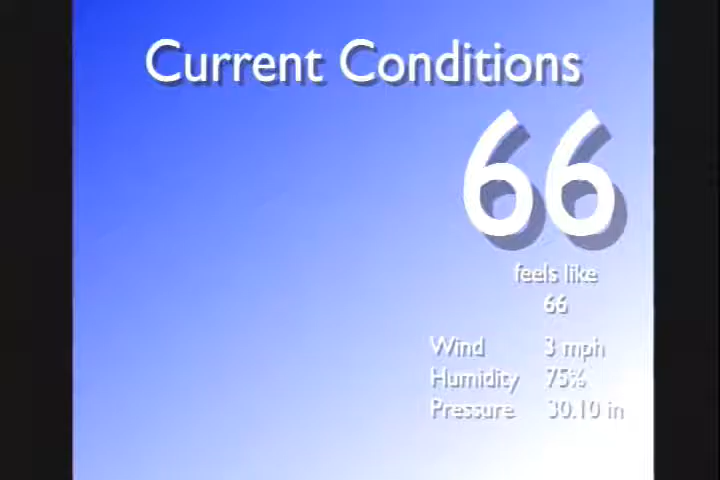 Current Conditions
66
feels like
66
Wind 3 mph
Humidity 75%
Pressure 30.10 in